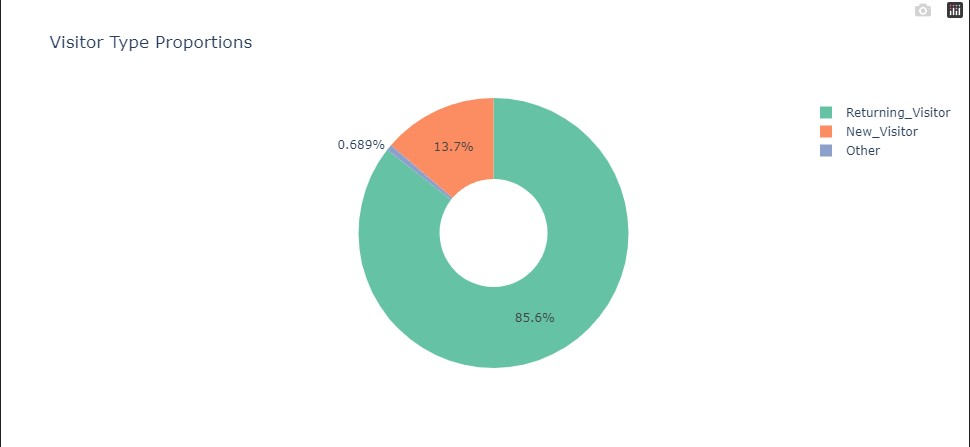 Visitor Type Proportions
Returning_Visitor
New_Visitor
Other
0.689%
13.7%
85.6%